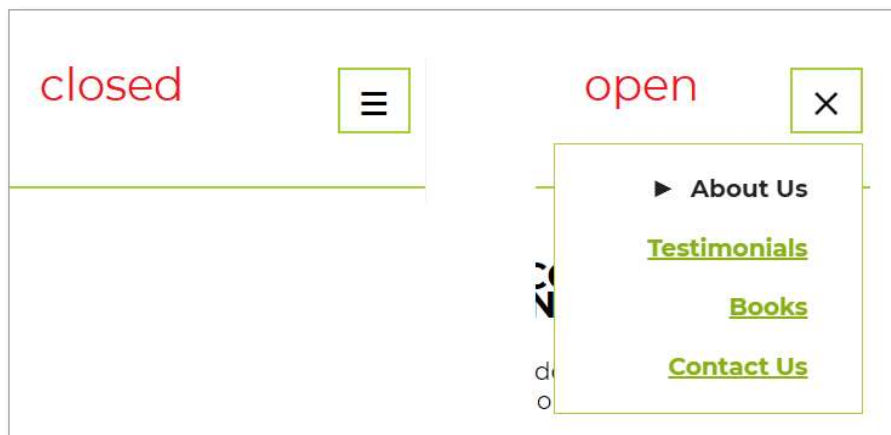 closed
open
► About Us
Testimonials
Books
Contact Us